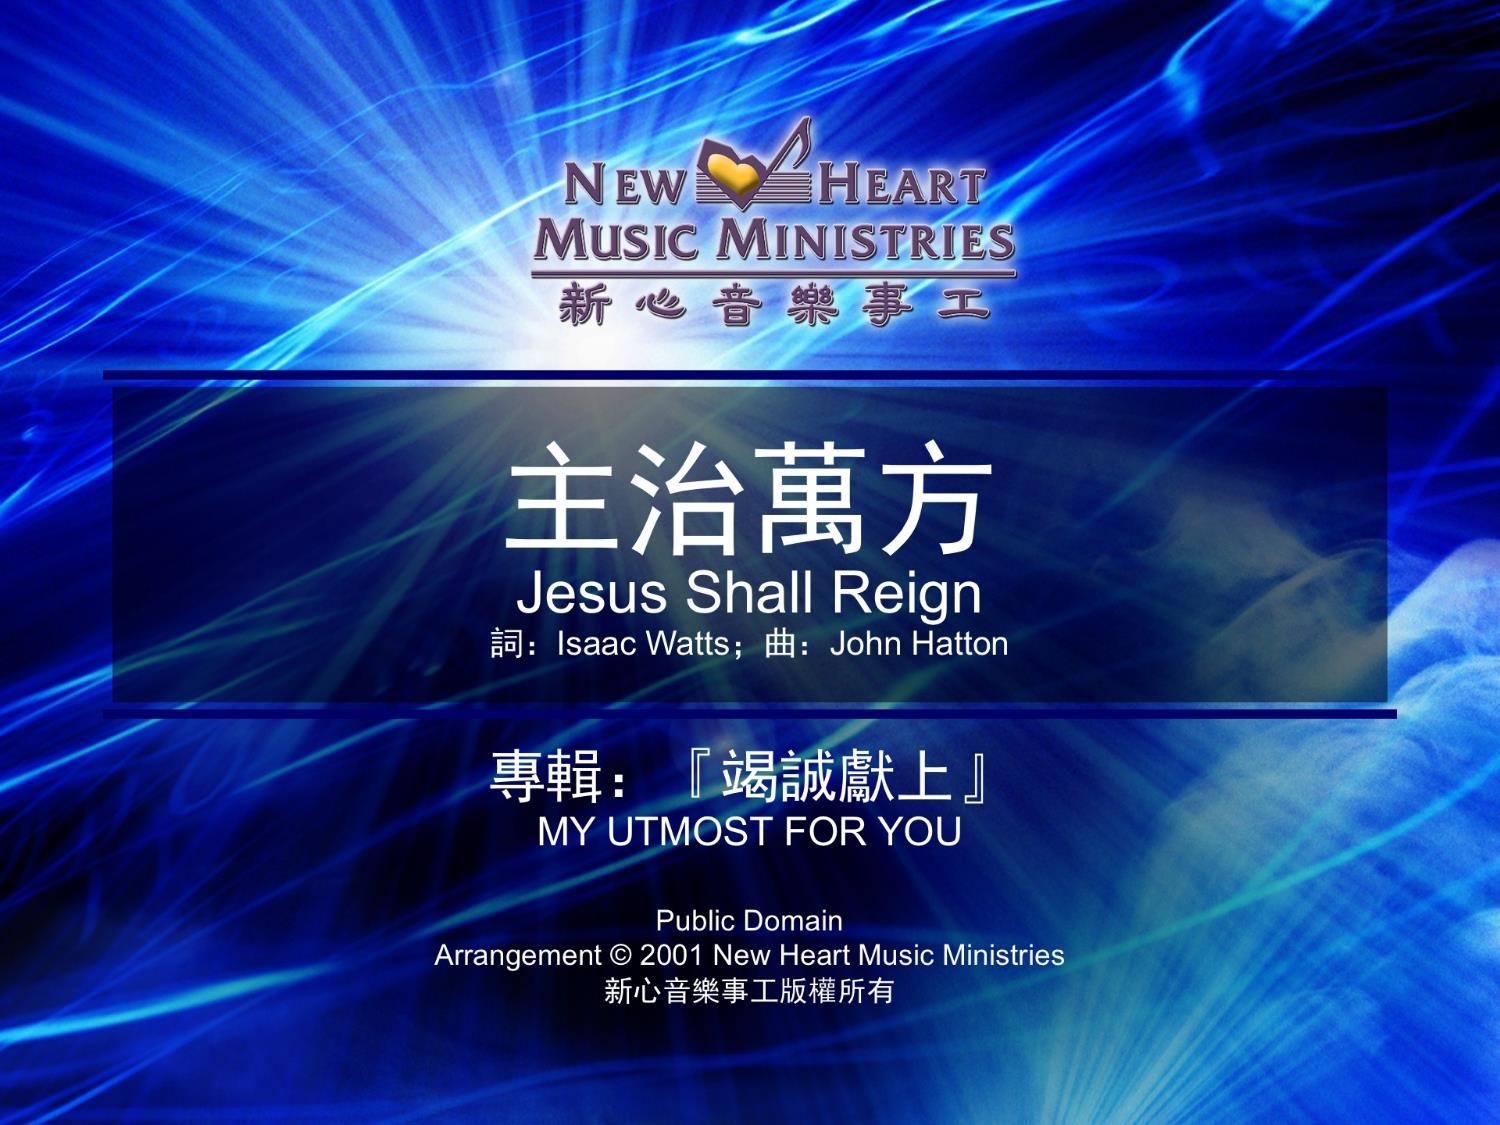 NEW HEART
MUSIC MINISTRIES
新心音樂事工
主治萬方
Jesus Shall Reign
詞：Isaac Watts；曲：John Hatton
專輯：『竭誠獻上』
MY UTMOST FOR YOU
Public Domain
Arrangement © 2001 New Heart Music Ministries
新心音樂事工版權所有